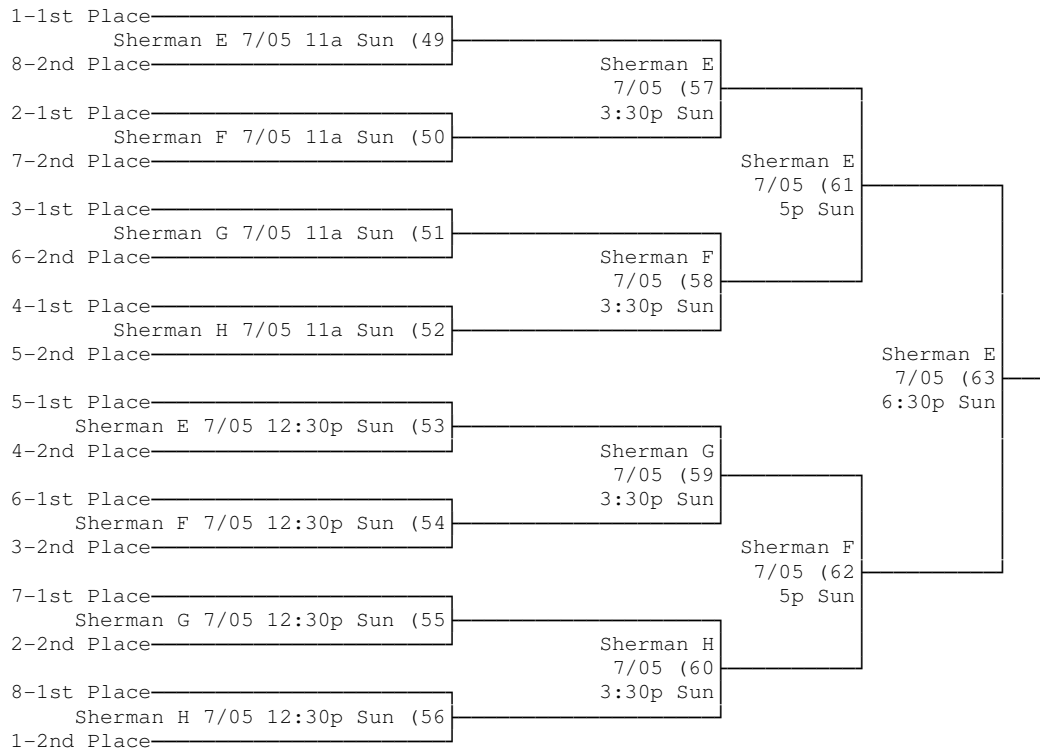 1-1st Place
Sherman E 7/05 11a Sun (49
8-2nd Place
Sherman E
7/05 (57
3:30p Sun
2-1st Place
Sherman F 7/05 11a Sun (50
7-2nd Place
Sherman E
7/05 (61
5p Sun
3-1st Place
Sherman G 7/05 11a Sun (51
6-2nd Place
Sherman F
7/05 (58
3:30p Sun
4-1st Place
Sherman H 7/05 11a Sun (52
5-2nd Place
Sherman E
7/05 (63
6:30p Sun
5-1st Place
Sherman E 7/05 12:30p Sun (53
4-2nd Place
Sherman G
7/05 (59
3:30p Sun
6-1st Place
Sherman F 7/05 12:30p Sun (54
3-2nd Place
Sherman F
7/05 (62
5p Sun
7-1st Place
Sherman G 7/05 12:30p Sun (55
2-2nd Place
Sherman H
7/05 (60
3:30p Sun
8-1st Place
Sherman H 7/05 12:30p Sun (56
1-2nd Place